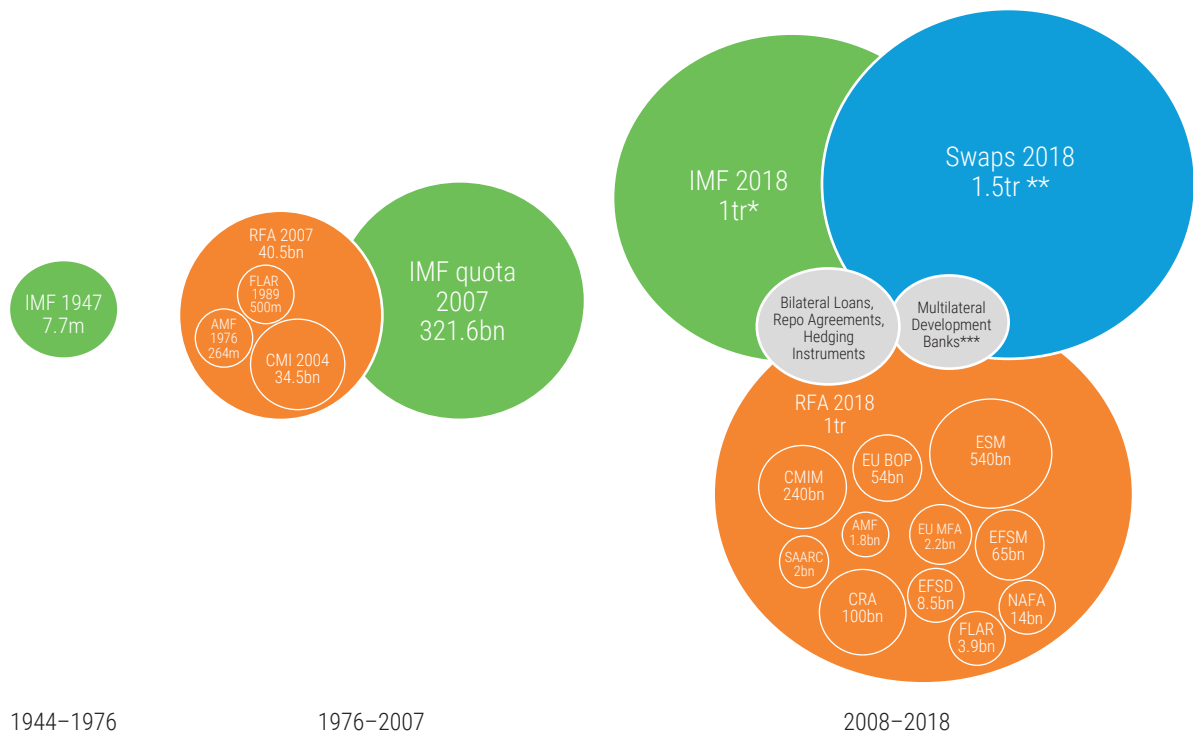 IMF 1947
7.7m
RFA 2007
40.5bn
FLAR
1989
500m
AMF
1976
264m
CMI 2004
34.5bn
IMF quota
2007
321.6bn
IMF 2018
1tr*
Swaps 2018
1.5tr **
Bilateral Loans,
Repo Agreements,
Hedging
Instruments
Multilateral
Development
Banks***
RFA 2018
1tr
CMIM
240bn
EU BOP
54bn
ESM
540bn
AMF
1.8bn
EU MFA
2.2bn
EFSM
65bn
SAARC
2bn
CRA
100bn
EFSD
8.5bn
NAFA
14bn
FLAR
3.9bn
1944–1976
1976–2007
2008–2018